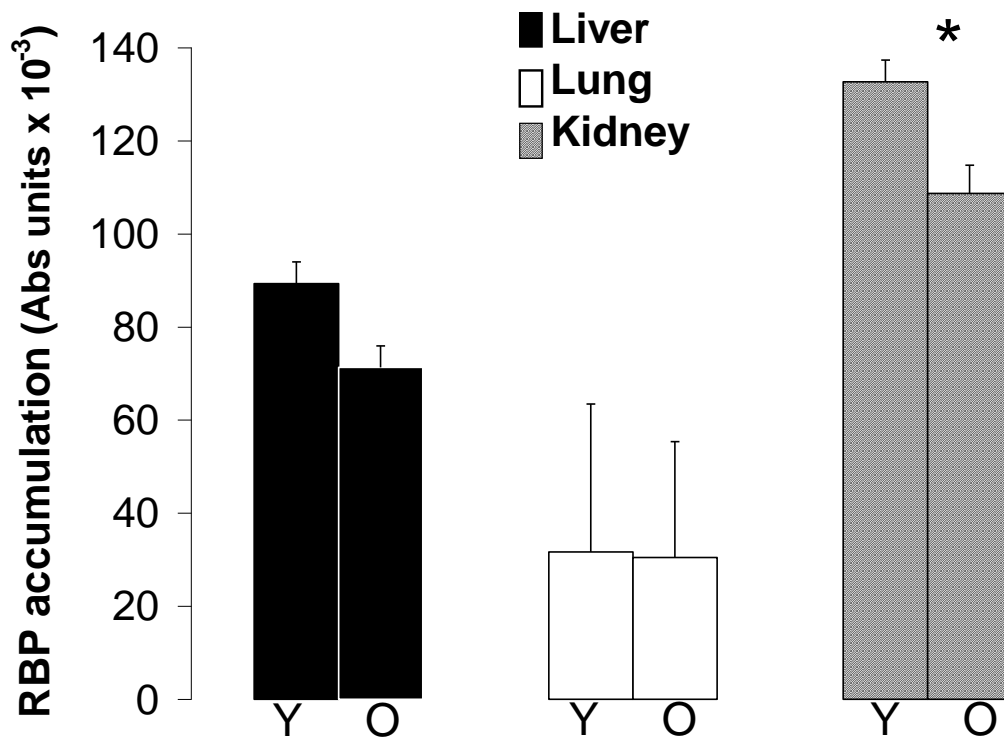 RBP accumulation (Abs units x 10⁻³)
140
120
100
80
60
40
20
0
Liver
Lung
Kidney
*
Y O Y O Y O